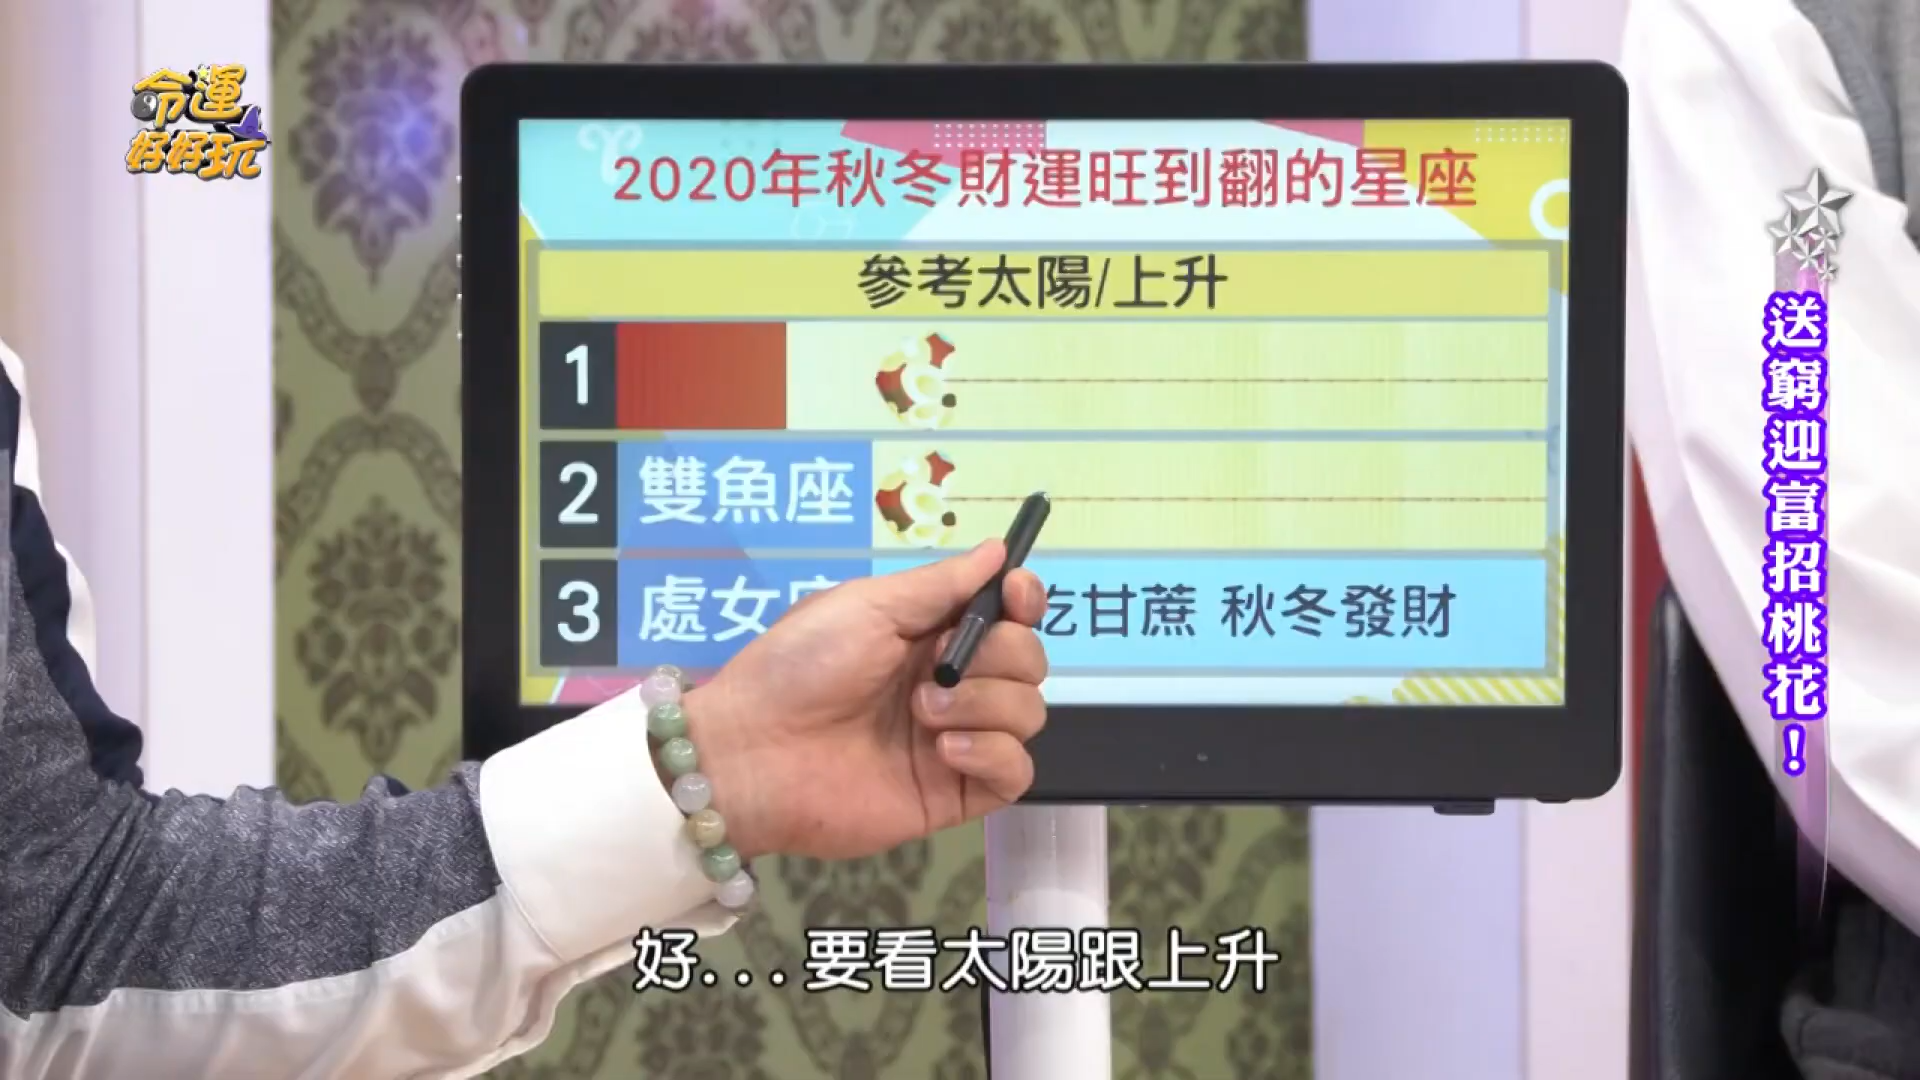 命運
好好玩
2020年秋冬財運旺到翻的星座
參考太陽/上升
1
2 雙魚座
3 處女座 吃甘蔗 秋冬發財
送窮迎富招桃花！
好...要看太陽跟上升